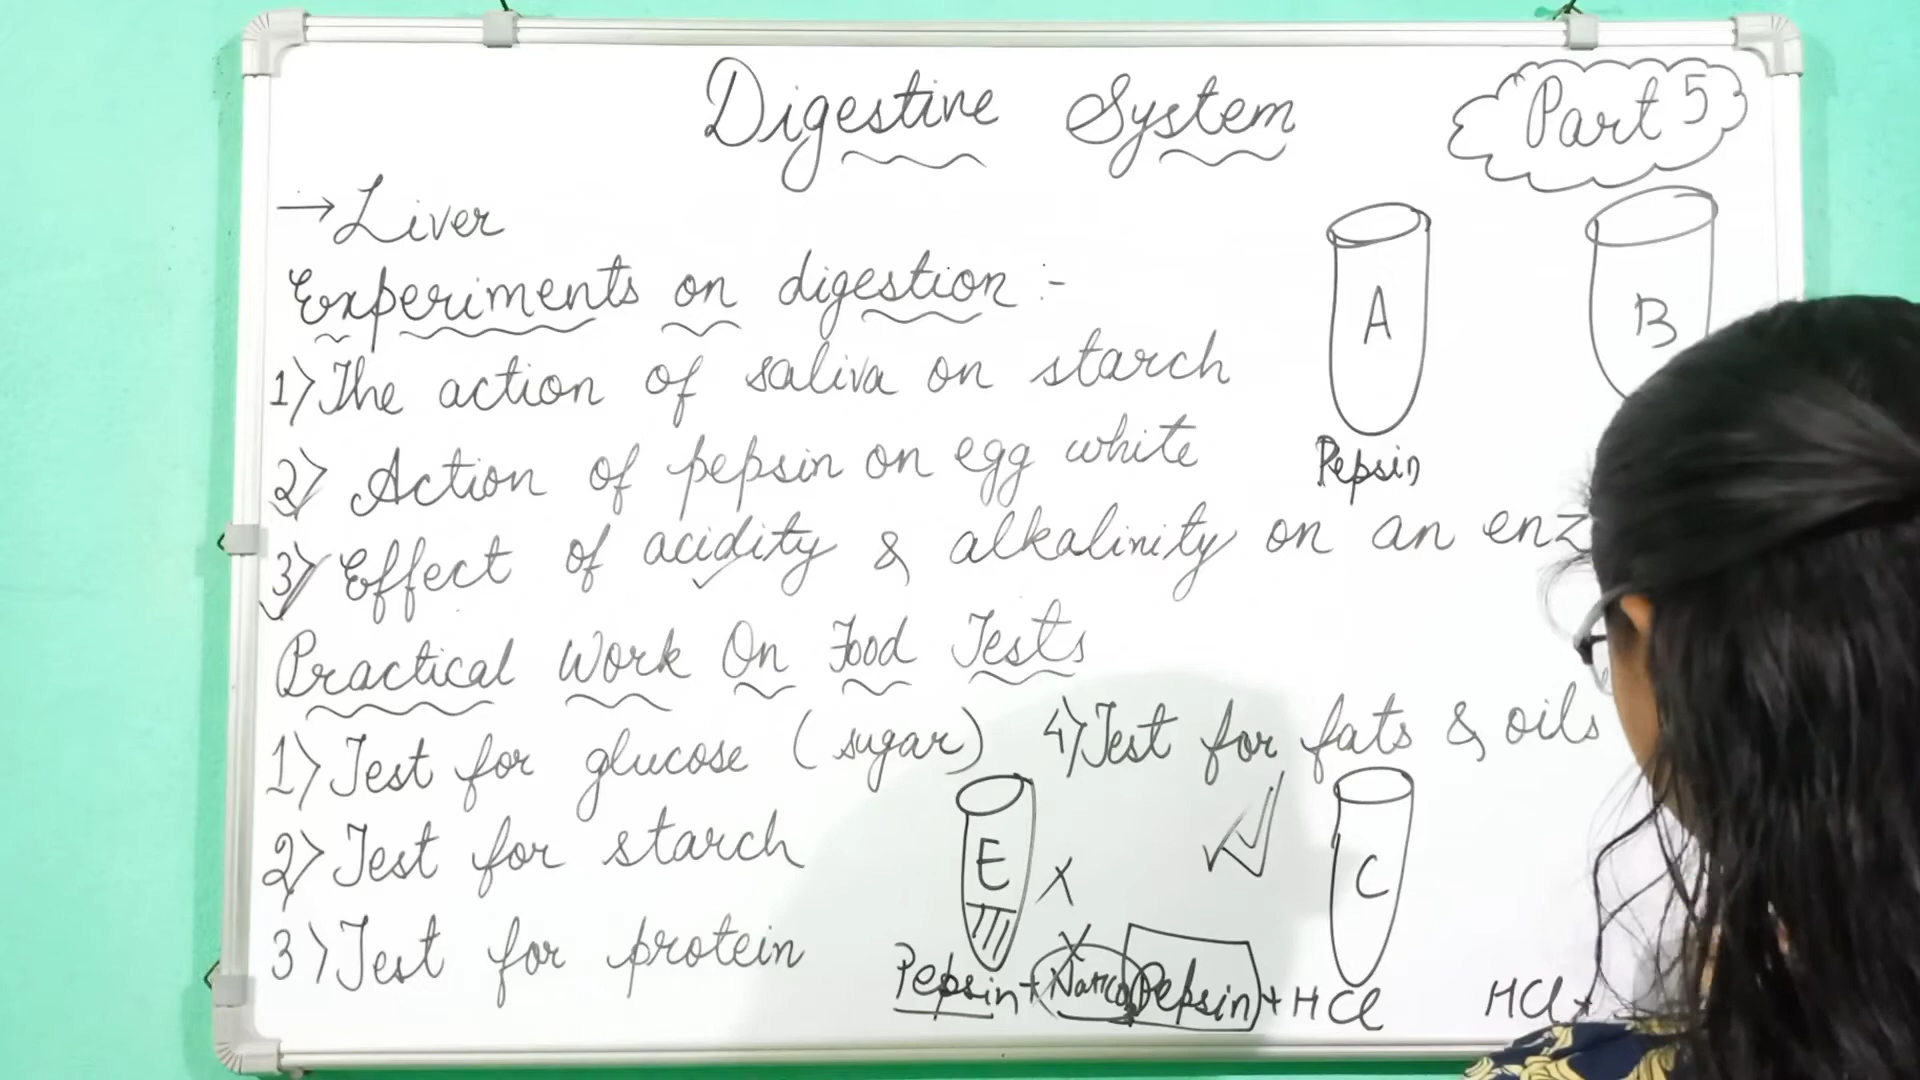 Digestive System
Part 5
→ Liver
Experiments on digestion :-
1) The action of saliva on starch
2) Action of pepsin on egg white
3) Effect of acidity & alkalinity on an enz
Practical Work On Food Tests
1) Test for glucose (sugar)
4) Test for fats & oils
2) Test for starch
3) Test for protein
A
Pepsin
B
E
X
Pepsin +
C
Pepsin + HCl
HCl +